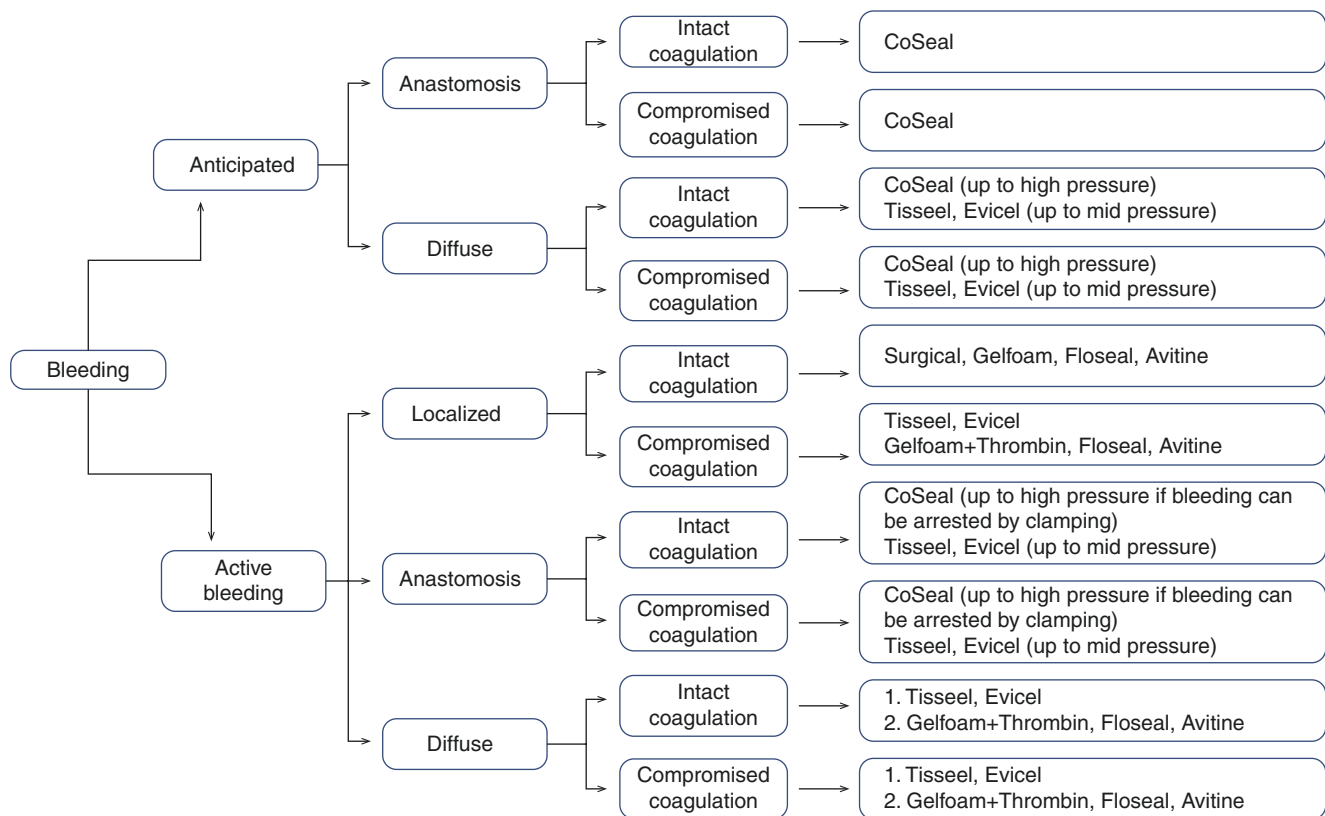 Bleeding
Anticipated
Anastomosis
Intact
coagulation
CoSeal
Compromised
coagulation
CoSeal
Diffuse
Intact
coagulation
CoSeal (up to high pressure)
Tisseel, Evicel (up to mid pressure)
Compromised
coagulation
CoSeal (up to high pressure)
Tisseel, Evicel (up to mid pressure)
Active
bleeding
Localized
Intact
coagulation
Surgical, Gelfoam, Floseal, Avitine
Compromised
coagulation
Tisseel, Evicel
Gelfoam+Thrombin, Floseal, Avitine
Anastomosis
Intact
coagulation
CoSeal (up to high pressure if bleeding can
be arrested by clamping)
Tisseel, Evicel (up to mid pressure)
Compromised
coagulation
CoSeal (up to high pressure if bleeding can
be arrested by clamping)
Tisseel, Evicel (up to mid pressure)
Diffuse
Intact
coagulation
1. Tisseel, Evicel
2. Gelfoam+Thrombin, Floseal, Avitine
Compromised
coagulation
1. Tisseel, Evicel
2. Gelfoam+Thrombin, Floseal, Avitine